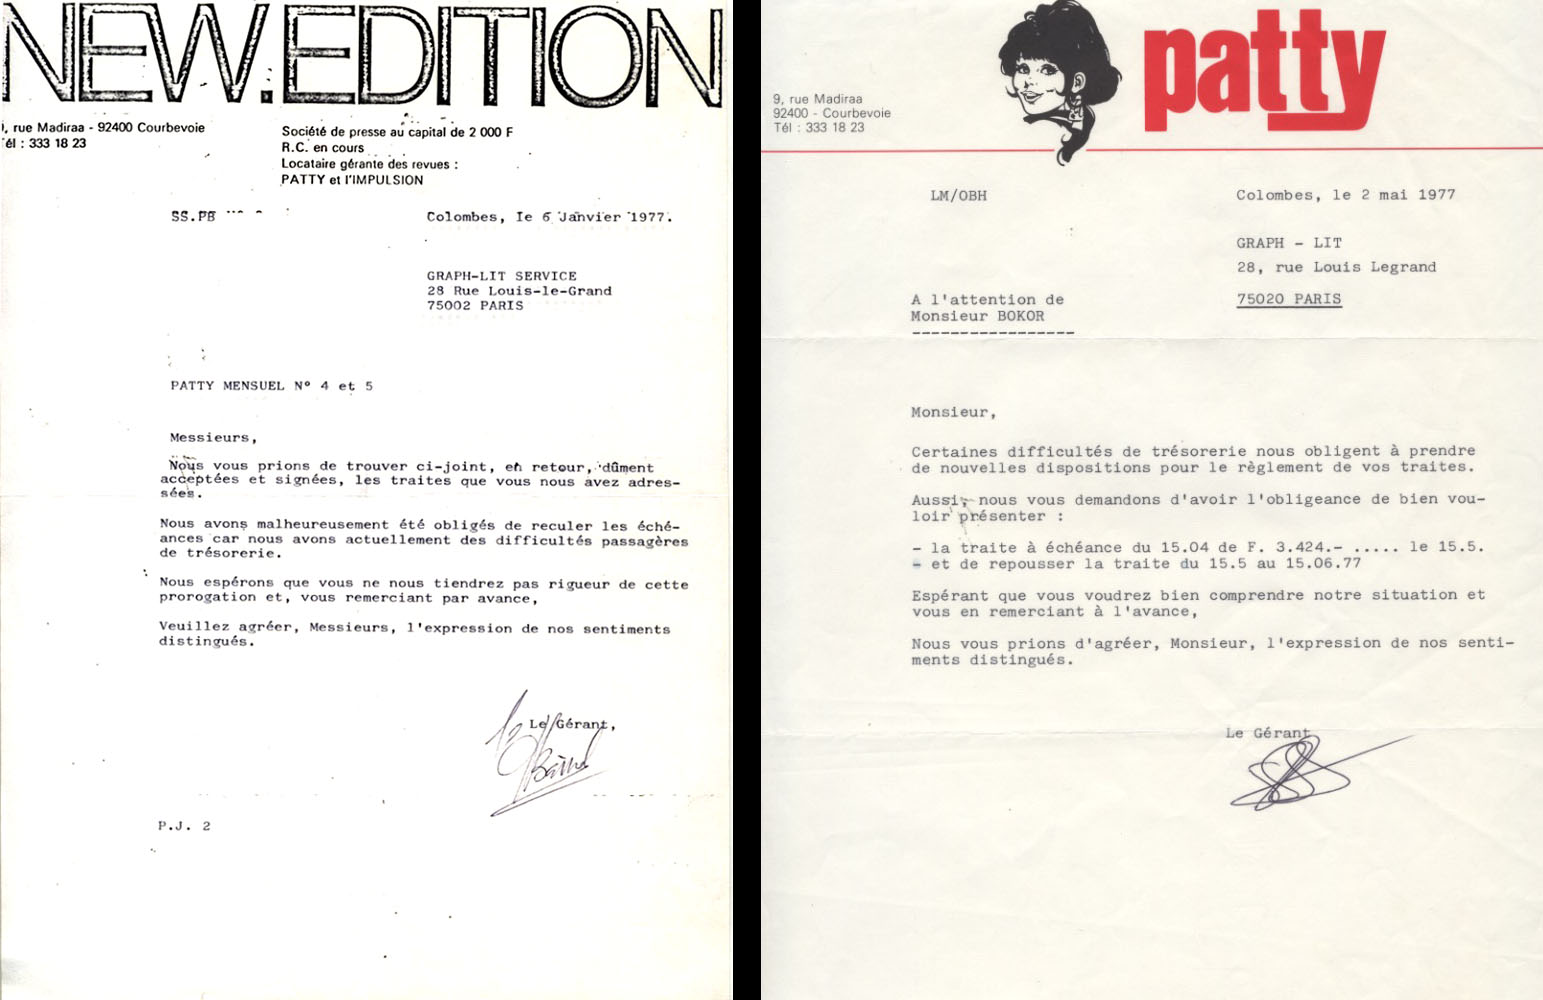 NEW.EDITION
, rue Madiraa - 92400 Courbevoie
él : 333 18 23
Société de presse au capital de 2 000 F
R.C. en cours
Locataire gérante des revues :
PATTY et l'IMPULSION
SS.PB
Colombes, Ie 6 Janvier 1977.
GRAPH-LIT SERVICE
28 Rue Louis-le-Grand
75002 PARIS
PATTY MENSUEL N° 4 et 5
Messieurs,
Nous vous prions de trouver ci-joint, en retour, dûment
acceptées et signées, les traites que vous nous avez adres-
sées.
Nous avons malheureusement été obligés de reculer les éché-
ances car nous avons actuellement des difficultés passagères
de trésorerie.
Nous espérons que vous ne nous tiendrez pas rigueur de cette
prorogation et, vous remerciant par avance,
Veuillez agréer, Messieurs, l'expression de nos sentiments
distingués.
Le Gérant,
P.J. 2
patty
9, rue Madiraa
92400 - Courbevoie
Tél : 333 18 23
LM/OBH
Colombes, le 2 mai 1977
GRAPH - LIT
28, rue Louis Legrand
75020 PARIS
A l'attention de
Monsieur BOKOR
Monsieur,
Certaines difficultés de trésorerie nous obligent à prendre
de nouvelles dispositions pour le règlement de vos traites.
Aussi, nous vous demandons d'avoir l'obligeance de bien vou-
loir présenter :
- la traite à échéance du 15.04 de F. 3.424.- ..... le 15.5.
- et de repousser la traite du 15.5 au 15.06.77
Espérant que vous voudrez bien comprendre notre situation et
vous en remerciant à l'avance,
Nous vous prions d'agréer, Monsieur, l'expression de nos senti-
ments distingués.
Le Gérant